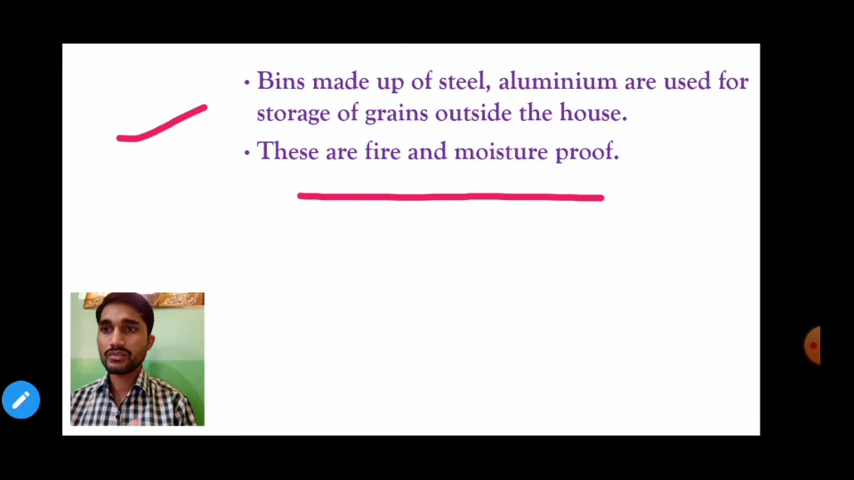 • Bins made up of steel, aluminium are used for
storage of grains outside the house.
• These are fire and moisture proof.